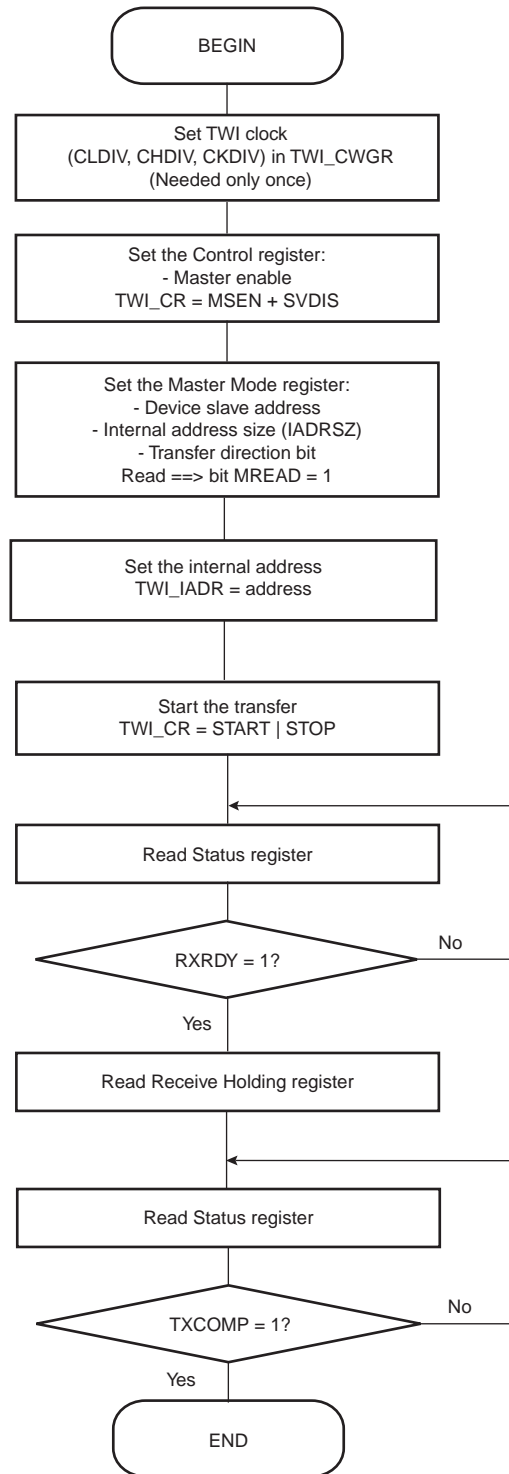 BEGIN
Set TWI clock
(CLDIV, CHDIV, CKDIV) in TWI_CWGR
(Needed only once)
Set the Control register:
- Master enable
TWI_CR = MSEN + SVDIS
Set the Master Mode register:
- Device slave address
- Internal address size (IADRSZ)
- Transfer direction bit
Read ==> bit MREAD = 1
Set the internal address
TWI_IADR = address
Start the transfer
TWI_CR = START | STOP
Read Status register
RXRDY = 1?
No
Yes
Read Receive Holding register
Read Status register
TXCOMP = 1?
No
Yes
END